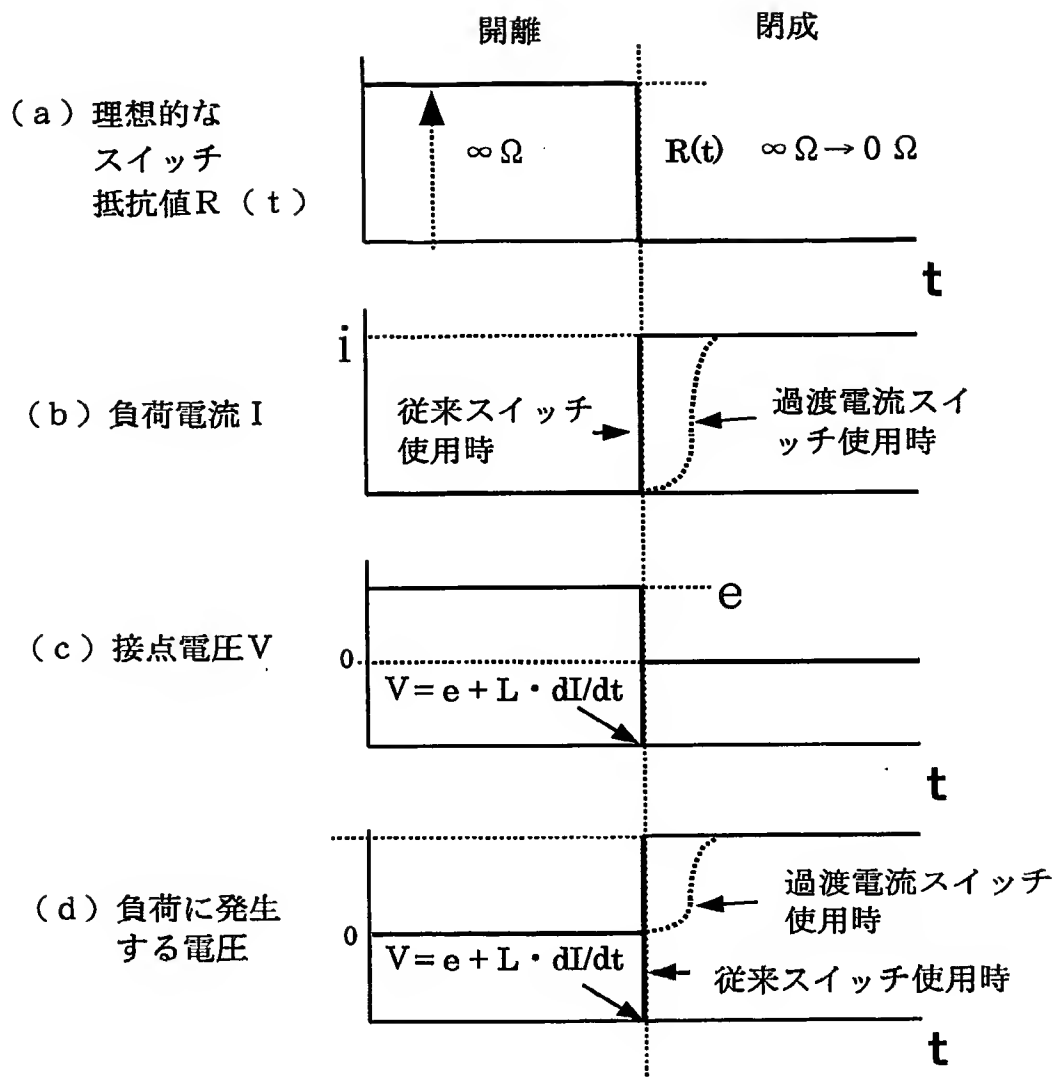 開離
閉成
(a) 理想的な
スイッチ
抵抗値R(t)
∞Ω
R(t) ∞Ω→0 Ω
t
(b) 負荷電流I
i
従来スイッチ
使用時
過渡電流スイ
ッチ使用時
(c) 接点電圧V
e
0
V=e+L・dI/dt
t
(d) 負荷に発生
する電圧
0
V=e+L・dI/dt
過渡電流スイッチ
使用時
従来スイッチ使用時
t